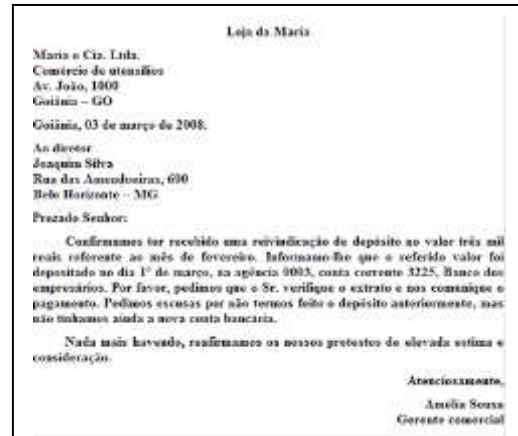 Loja da Maria
Maria e Cia. Ltda.
Comércio de utensílios
Av. João, 1000
Goiânia – GO
Goiânia, 03 de março de 2008.
Ao diretor
Joaquim Silva
Rua das Amendoeiras, 600
Belo Horizonte – MG
Prezado Senhor:
Confirmamos ter recebido uma reivindicação de depósito no valor três mil
reais referente ao mês de fevereiro. Informamo-lhe que o referido valor foi
depositado no dia 1º de março, na agência 0003, conta corrente 3225, Banco dos
empresários. Por favor, pedimos que o Sr. verifique o extrato e nos comunique o
pagamento. Pedimos escusas por não termos feito o depósito anteriormente, mas
não tínhamos ainda a nova conta bancária.
Nada mais havendo, reafirmamos os nossos protestos de elevada estima e
consideração.
Atenciosamente,
Amélia Sousa
Gerente comercial